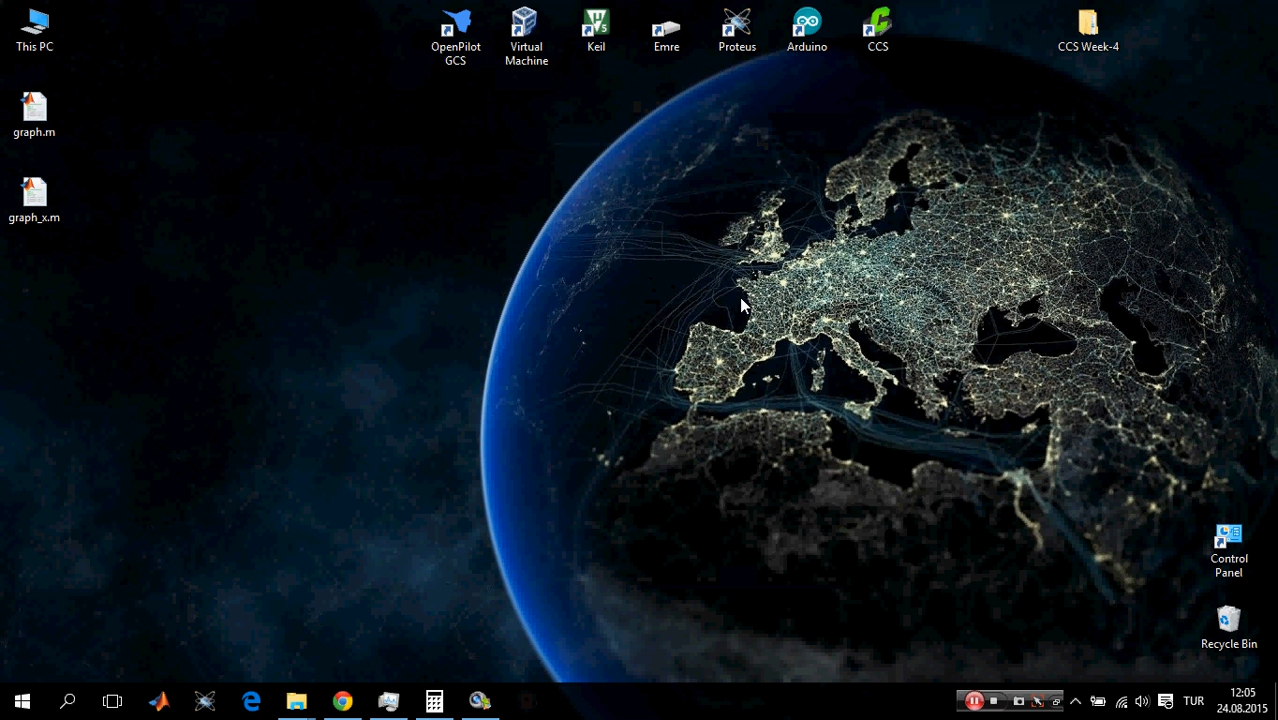 This PC
OpenPilot
GCS
Virtual
Machine
Keil
Emre
Proteus
Arduino
CCS
CCS Week-4
graph.m
graph_x.m
Control
Panel
Recycle Bin
TUR
12:05
24.08.2015